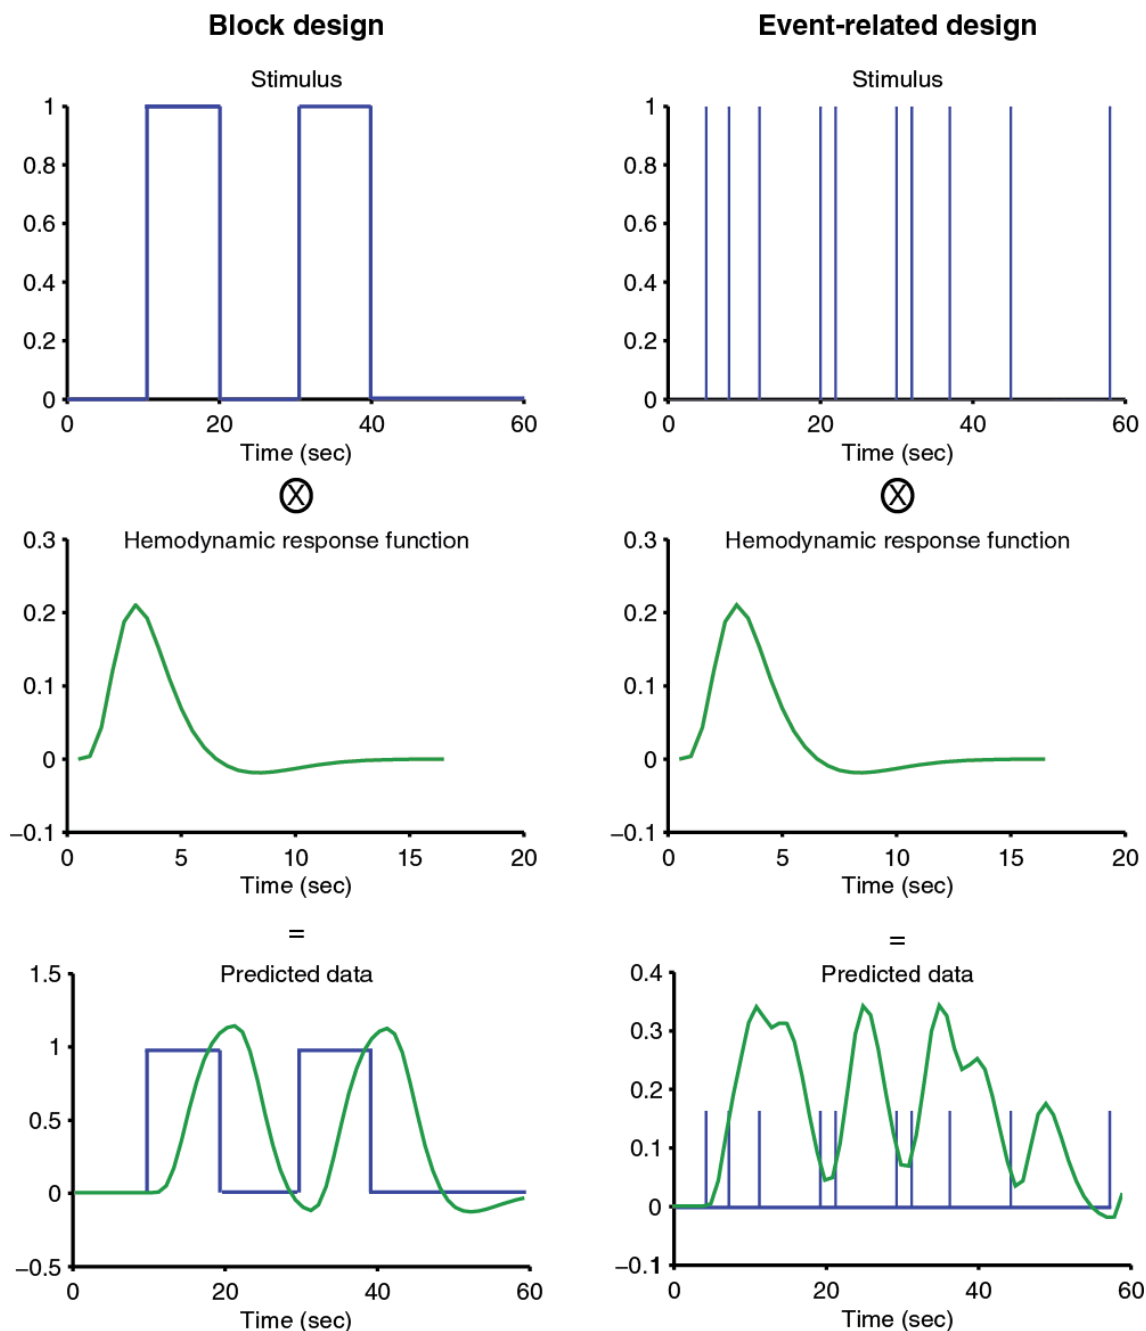 Block design
Stimulus
1
0.8
0.6
0.4
0.2
0
0 20 40 60
Time (sec)
X
Hemodynamic response function
0.3
0.2
0.1
0
−0.1
0 5 10 15 20
Time (sec)
=
Predicted data
1.5
1
0.5
0
−0.5
0 20 40 60
Time (sec)
Event-related design
Stimulus
1
0.8
0.6
0.4
0.2
0
0 20 40 60
Time (sec)
X
Hemodynamic response function
0.3
0.2
0.1
0
−0.1
0 5 10 15 20
Time (sec)
=
Predicted data
0.4
0.3
0.2
0.1
0
−0.1
0 20 40 60
Time (sec)